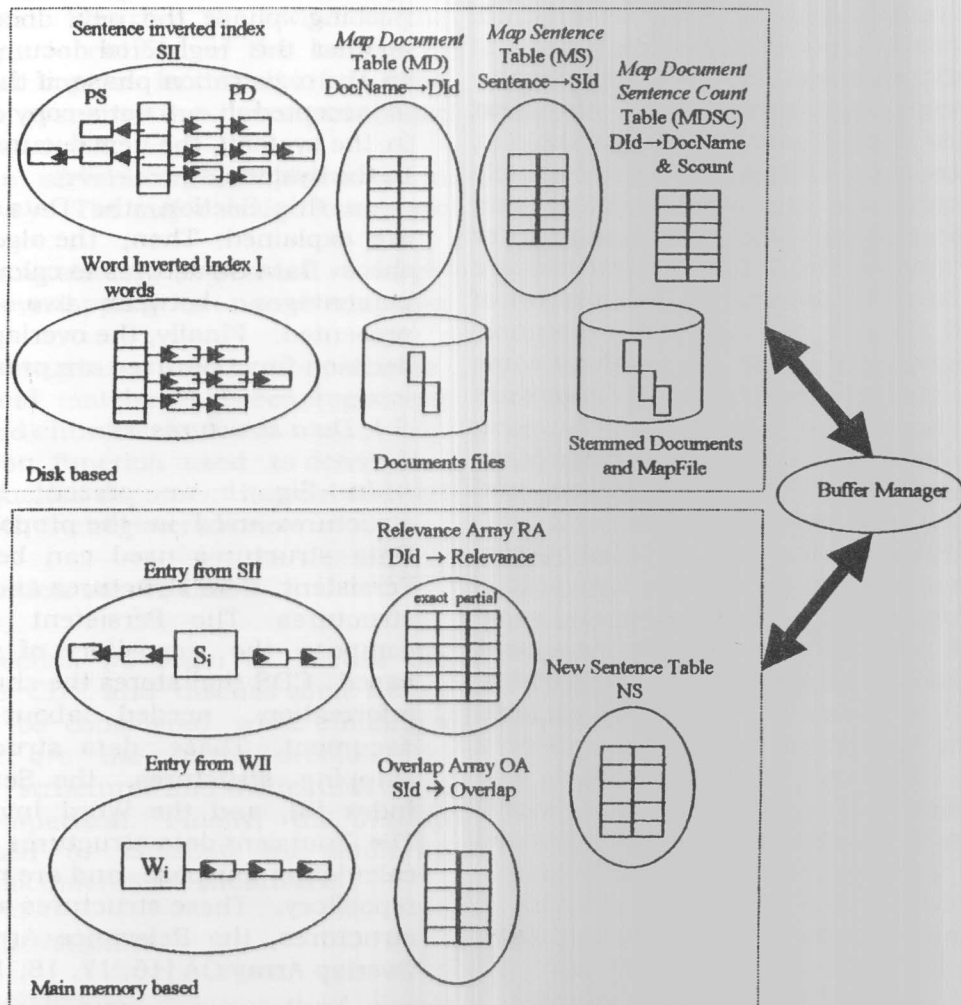 Sentence inverted index
SII
PS
PD
Map Document
Table (MD)
DocName→DId
Map Sentence
Table (MS)
Sentence→SId
Map Document
Sentence Count
Table (MDSC)
DId→DocName
& Scount
Word Inverted Index I
words
Documents files
Stemmed Documents
and MapFile
Disk based
Buffer Manager
Relevance Array RA
DId → Relevance
exact partial
Entry from SII
Si
New Sentence Table
NS
Entry from WII
Wi
Overlap Array OA
SId → Overlap
Main memory based